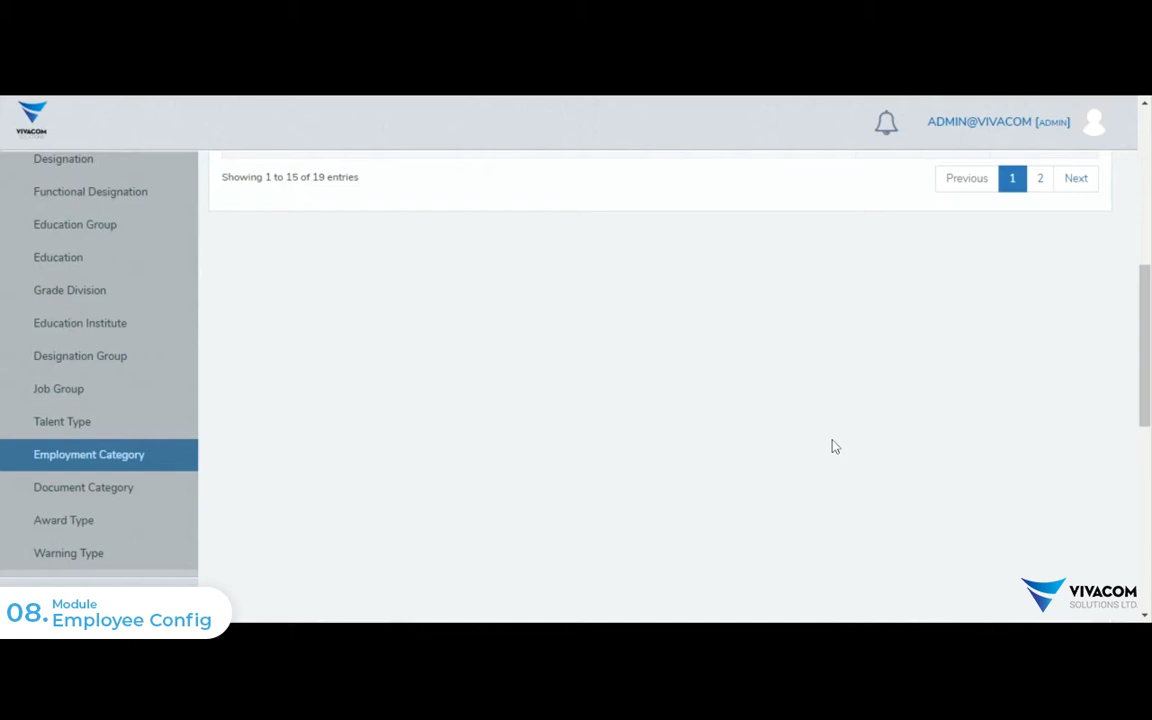 VIVACOM
ADMIN@VIVACOM [ADMIN]
Designation
Functional Designation
Education Group
Education
Grade Division
Education Institute
Designation Group
Job Group
Talent Type
Employment Category
Document Category
Award Type
Warning Type
Showing 1 to 15 of 19 entries
Previous 1 2 Next
08. Module
Employee Config
VIVACOM
SOLUTIONS LTD.